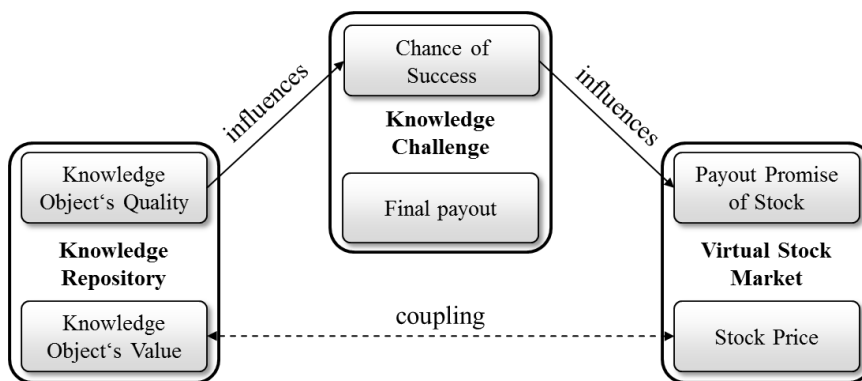 Chance of
Success
Knowledge
Challenge
Final payout
influences
influences
Knowledge
Object‘s Quality
Knowledge
Repository
Knowledge
Object‘s Value
coupling
Payout Promise
of Stock
Virtual Stock
Market
Stock Price